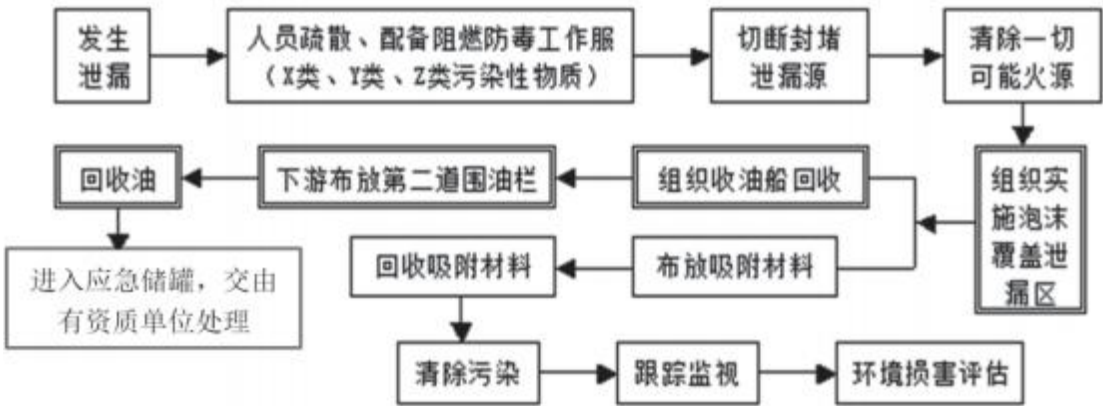 发生
泄漏
人员疏散、配备阻燃防毒工作服
(X类、Y类、Z类污染性物质)
切断封堵
泄漏源
清除一切
可能火源
组织实
施泡沫
覆盖泄
漏区
组织收油船回收
下游布放第二道围油栏
回收油
进入应急储罐，交由
有资质单位处理
布放吸附材料
回收吸附材料
清除污染
跟踪监视
环境损害评估